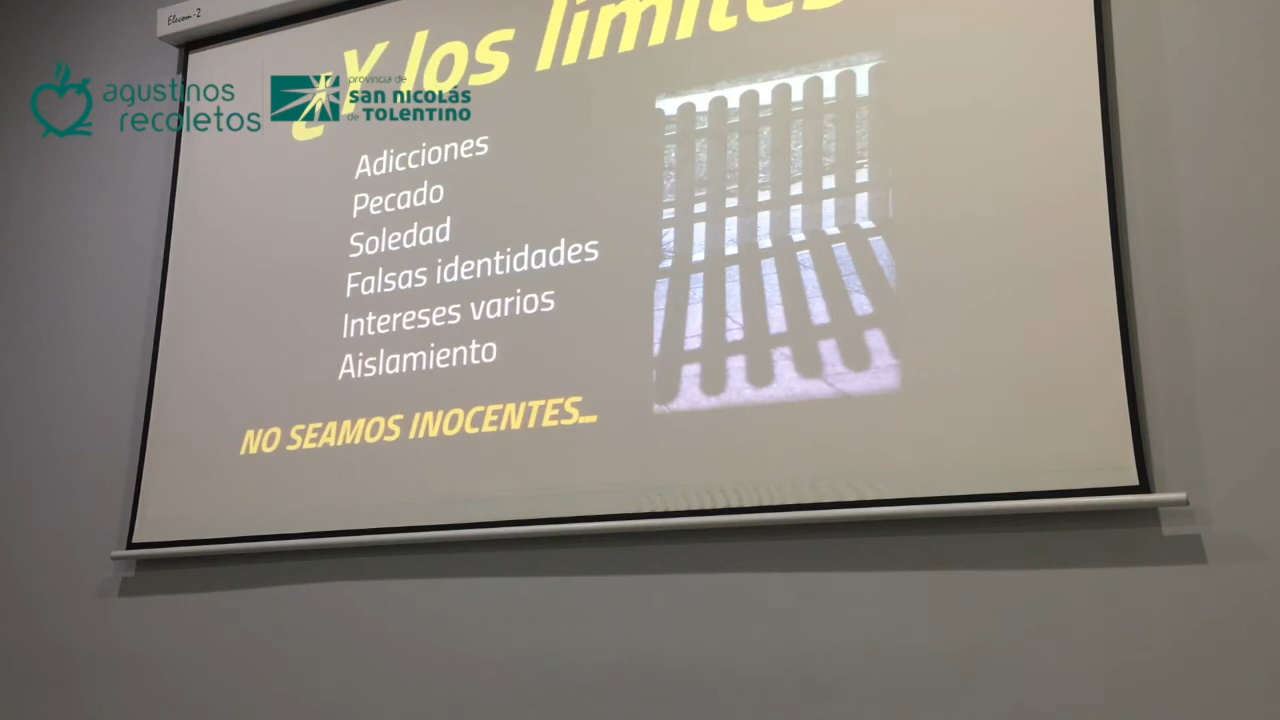 Elecom-2
¿Y los límites
agustinos
recoletos
provincia de
SAN NICOLÁS
de TOLENTINO
Adicciones
Pecado
Soledad
Falsas identidades
Intereses varios
Aislamiento
NO SEAMOS INOCENTES...